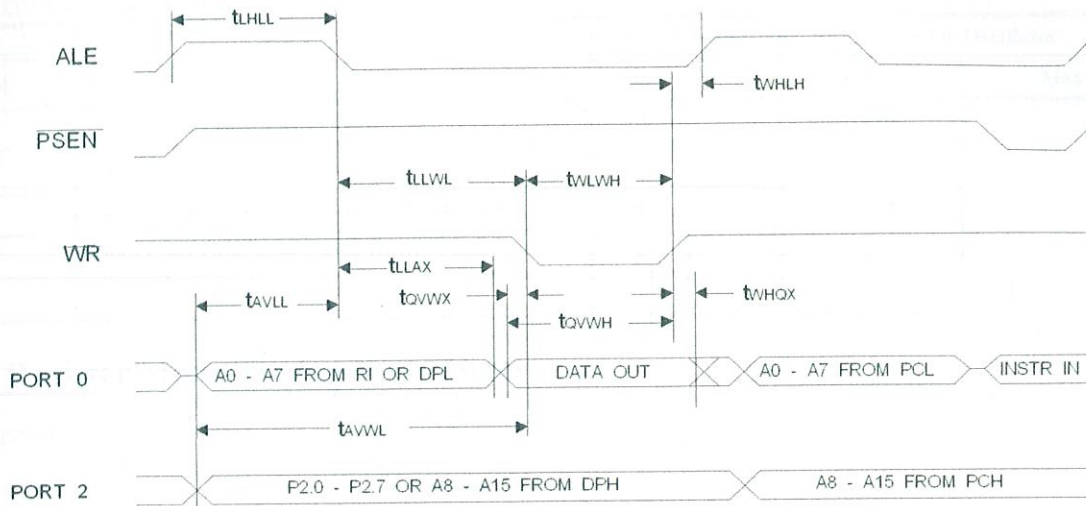 tLHLL
ALE
tWHLH
PSEN
tLLWL
tWLWH
WR
tLLAX
tAVLL
tQVWX
tWHQX
tQVWH
PORT 0
A0 - A7 FROM RI OR DPL
DATA OUT
A0 - A7 FROM PCL
INSTR IN
tAVWL
PORT 2
P2.0 - P2.7 OR A8 - A15 FROM DPH
A8 - A15 FROM PCH